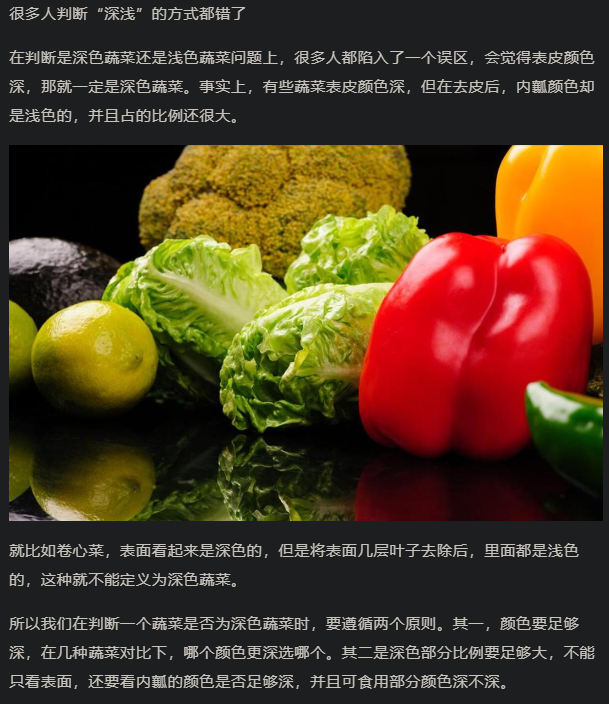 很多人判断“深浅”的方式都错了
在判断是深色蔬菜还是浅色蔬菜问题上，很多人都陷入了一个误区，会觉得表皮颜色
深，那就一定是深色蔬菜。事实上，有些蔬菜表皮颜色深，但在去皮后，内瓤颜色却
是浅色的，并且占的比例还很大。
就比如卷心菜，表面看起来是深色的，但是将表面几层叶子去除后，里面都是浅色
的，这种就不能定义为深色蔬菜。
所以我们在判断一个蔬菜是否为深色蔬菜时，要遵循两个原则。其一，颜色要足够
深，在几种蔬菜对比下，哪个颜色更深选哪个。其二是深色部分比例要足够大，不能
只看表面，还要看内瓤的颜色是否足够深，并且可食用部分颜色深不深。